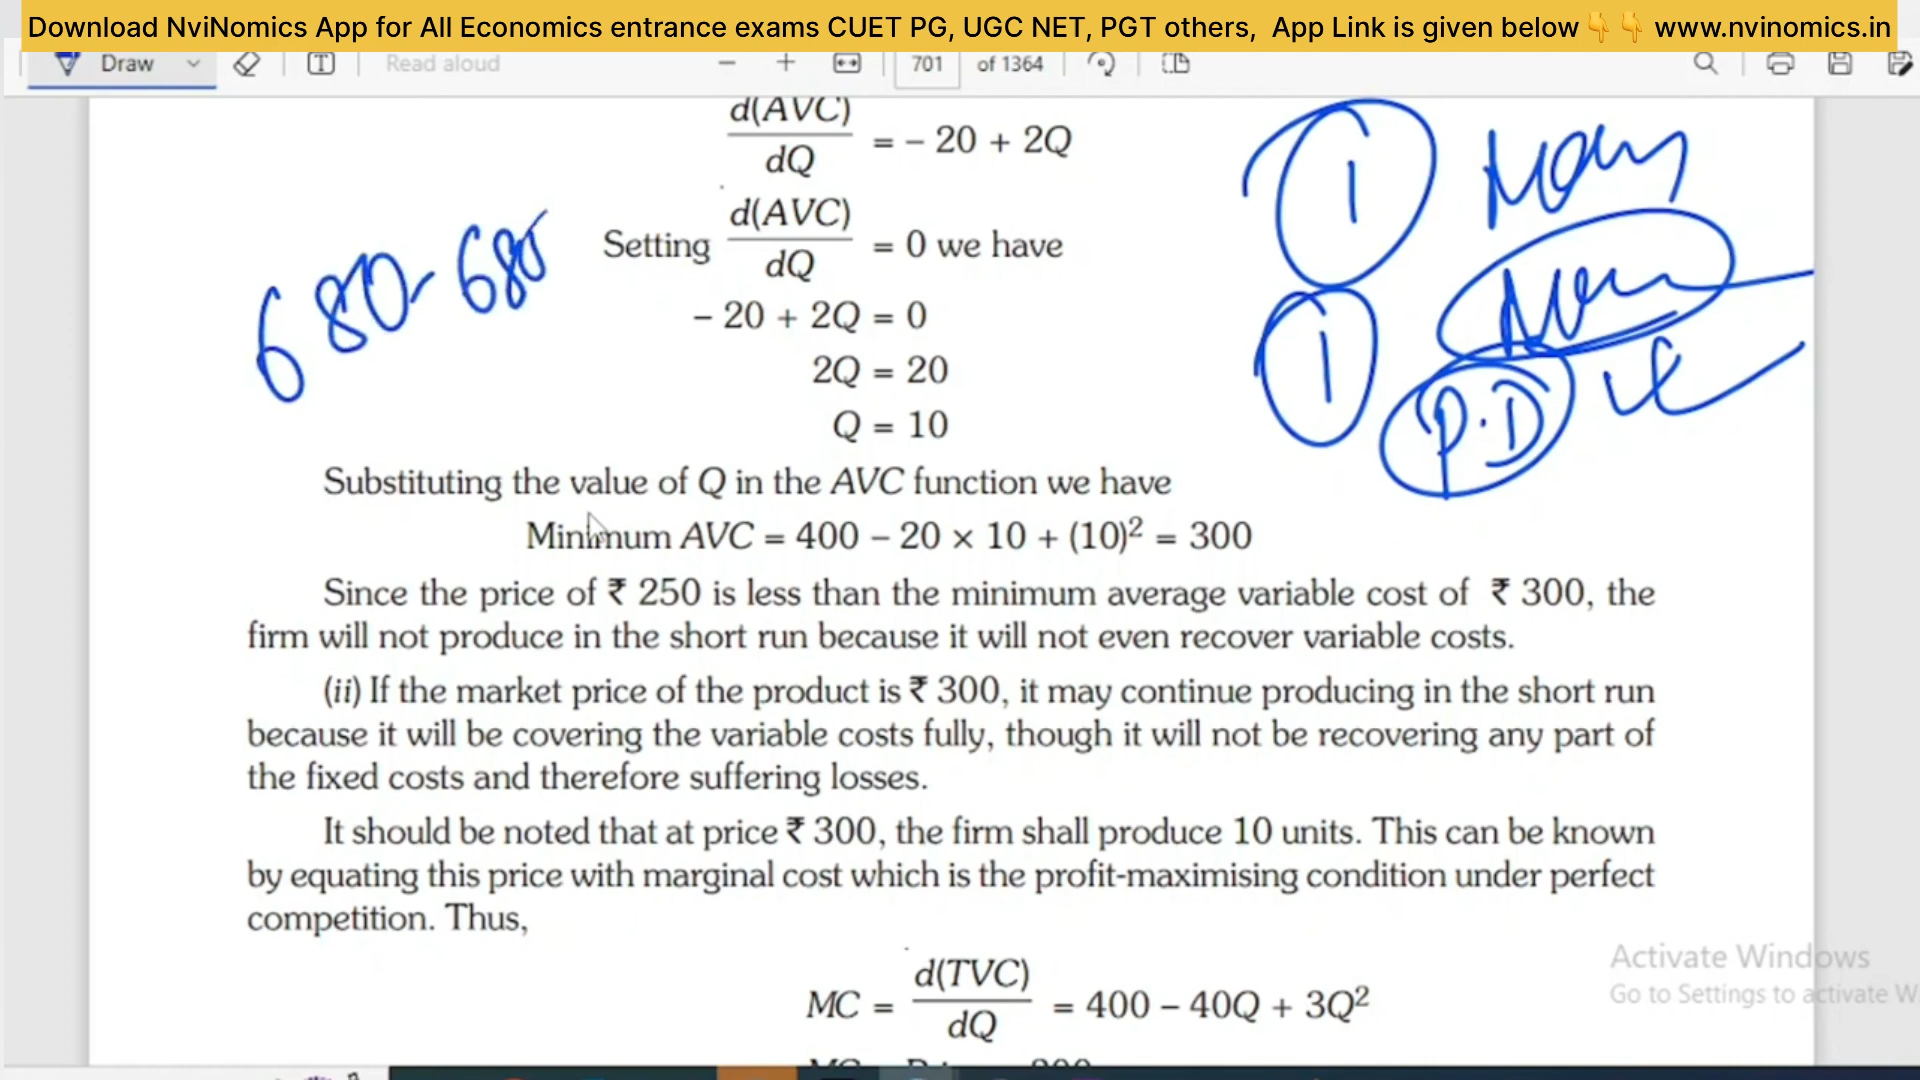 Download NviNomics App for All Economics entrance exams CUET PG, UGC NET, PGT others, App Link is given below👇👇 www.nvinomics.in
Draw Read aloud 701 of 1364
d(AVC)/dQ = – 20 + 2Q
Setting d(AVC)/dQ = 0 we have
– 20 + 2Q = 0
2Q = 20
Q = 10
680-680
1
1
P.D
Substituting the value of Q in the AVC function we have
Minimum AVC = 400 – 20 × 10 + (10)² = 300
Since the price of ₹ 250 is less than the minimum average variable cost of ₹ 300, the
firm will not produce in the short run because it will not even recover variable costs.
(ii) If the market price of the product is ₹ 300, it may continue producing in the short run
because it will be covering the variable costs fully, though it will not be recovering any part of
the fixed costs and therefore suffering losses.
It should be noted that at price ₹ 300, the firm shall produce 10 units. This can be known
by equating this price with marginal cost which is the profit-maximising condition under perfect
competition. Thus,
MC = d(TVC)/dQ = 400 – 40Q + 3Q²
Activate Windows
Go to Settings to activate W